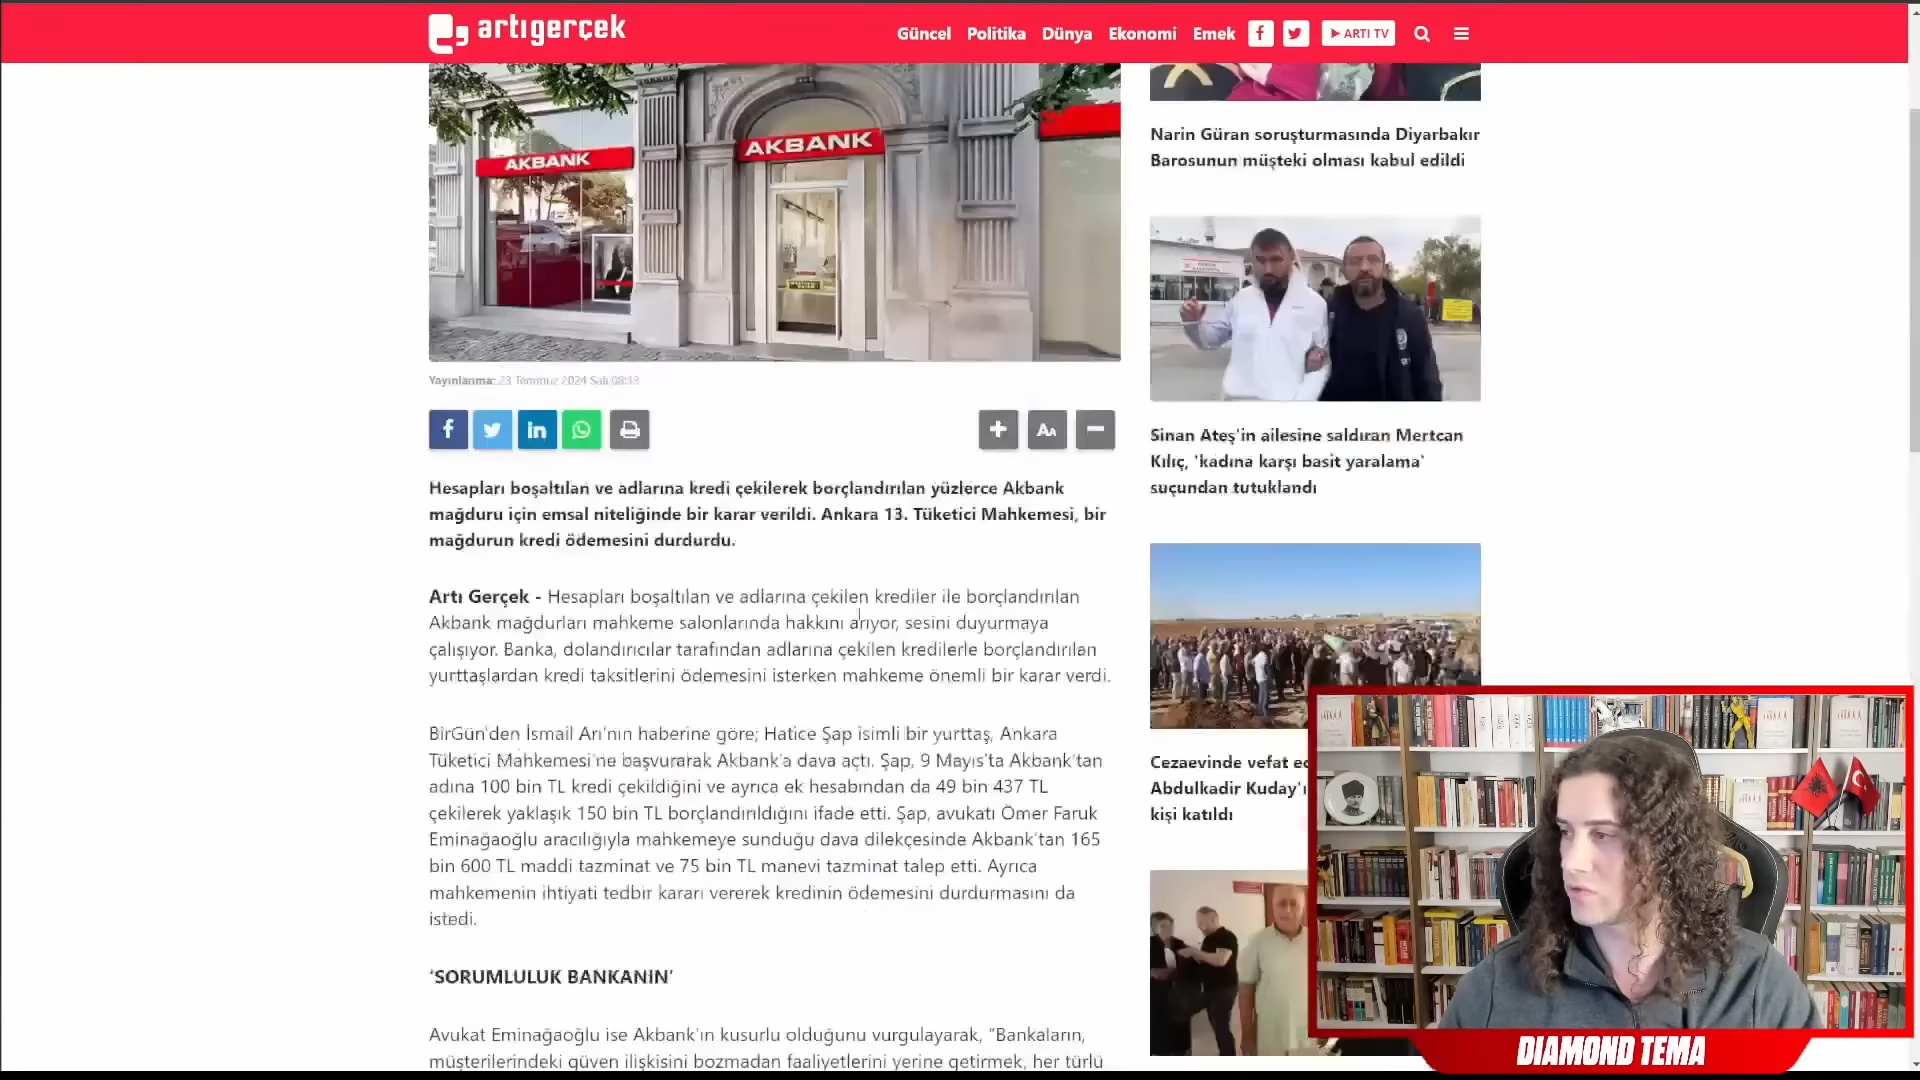 artıgerçek
Güncel Politika Dünya Ekonomi Emek ARTI TV
AKBANK
AKBANK
Yayınlanma: 23 Temmuz 2024 Salı 08:13
Hesapları boşaltılan ve adlarına kredi çekilerek borçlandırılan yüzlerce Akbank
mağduru için emsal niteliğinde bir karar verildi. Ankara 13. Tüketici Mahkemesi, bir
mağdurun kredi ödemesini durdurdu.
Artı Gerçek - Hesapları boşaltılan ve adlarına çekilen krediler ile borçlandırılan
Akbank mağdurları mahkeme salonlarında hakkını arıyor, sesini duyurmaya
çalışıyor. Banka, dolandırıcılar tarafından adlarına çekilen kredilerle borçlandırılan
yurttaşlardan kredi taksitlerini ödemesini isterken mahkeme önemli bir karar verdi.
BirGün'den İsmail Arı'nın haberine göre; Hatice Şap isimli bir yurttaş, Ankara
Tüketici Mahkemesi'ne başvurarak Akbank'a dava açtı. Şap, 9 Mayıs'ta Akbank'tan
adına 100 bin TL kredi çekildiğini ve ayrıca ek hesabından da 49 bin 437 TL
çekilerek yaklaşık 150 bin TL borçlandırıldığını ifade etti. Şap, avukatı Ömer Faruk
Eminağaoğlu aracılığıyla mahkemeye sunduğu dava dilekçesinde Akbank'tan 165
bin 600 TL maddi tazminat ve 75 bin TL manevi tazminat talep etti. Ayrıca
mahkemenin ihtiyati tedbir kararı vererek kredinin ödemesini durdurmasını da
istedi.
'SORUMLULUK BANKANIN'
Avukat Eminağaoğlu ise Akbank'ın kusurlu olduğunu vurgulayarak, "Bankaların,
müşterilerindeki güven ilişkisini bozmadan faaliyetlerini yerine getirmek, her türlü
Narin Güran soruşturmasında Diyarbakır
Barosunun müşteki olması kabul edildi
Sinan Ateş'in ailesine saldıran Mertcan
Kılıç, 'kadına karşı basit yaralama'
suçundan tutuklandı
Cezaevinde vefat
Abdulkadir Kuday'ı
kişi katıldı
DIAMOND TEMA